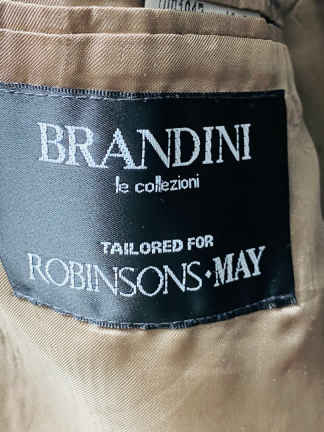 BRANDINI
le collezioni
TAILORED FOR
ROBINSONS·MAY